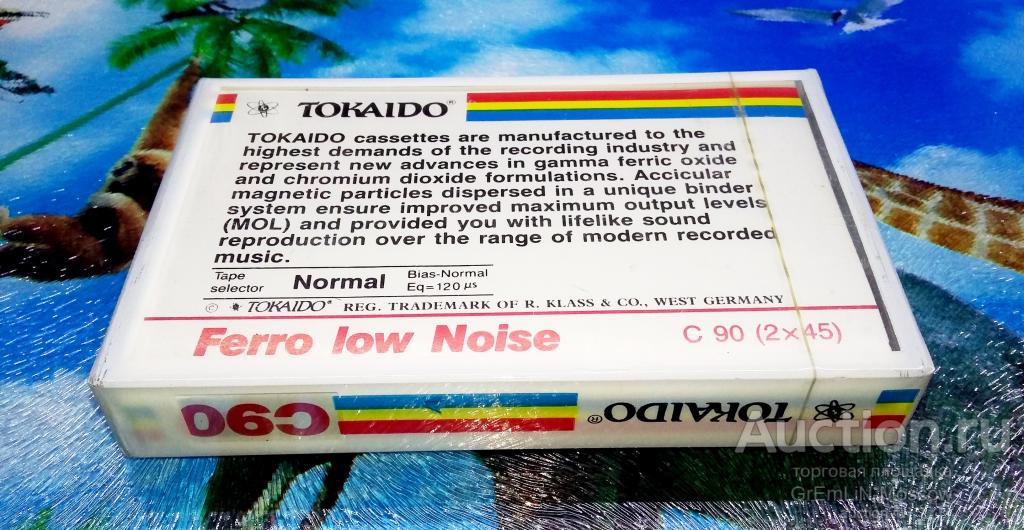 TOKAIDO®
TOKAIDO cassettes are manufactured to the
highest demands of the recording industry and
represent new advances in gamma ferric oxide
and chromium dioxide formulations. Accicular
magnetic particles dispersed in a unique binder
system ensure improved maximum output levels
(MOL) and provided you with lifelike sound
reproduction over the range of modern recorded
music.
Tape selector Normal Bias-Normal Eq=120 µs
© TOKAIDO® REG. TRADEMARK OF R. KLASS & CO., WEST GERMANY
Ferro low Noise C 90 (2×45)
C90 TOKAIDO®
Auction.ru
торговая площадка
GrEmLiN Moscow